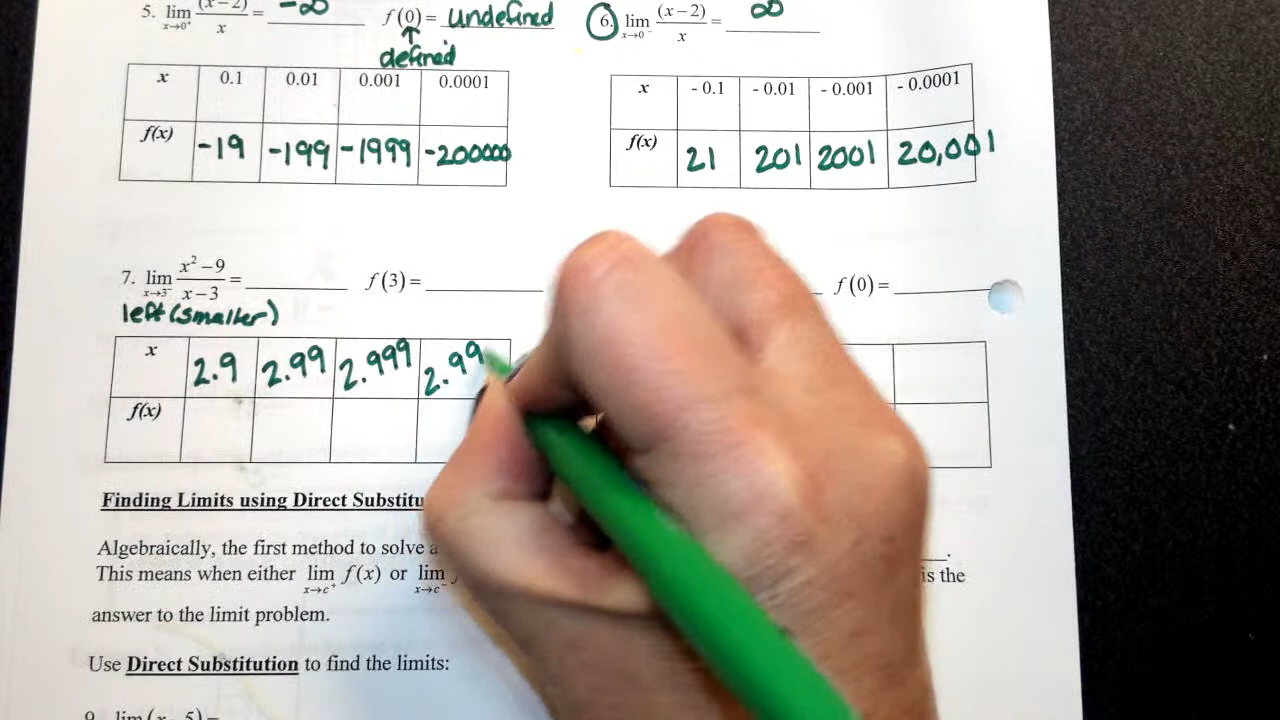 5. lim x→0⁺ (x−2)/x = -∞ f(0) = undefined
defined
6. lim x→0⁻ (x−2)/x = ∞
x 0.1 0.01 0.001 0.0001
f(x) -19 -199 -1999 -200000
x - 0.1 - 0.01 - 0.001 - 0.0001
f(x) 21 201 2001 20,001
7. lim x→3⁻ (x² − 9)/(x − 3) = f(3) =
left (smaller)
f(0) =
x 2.9 2.99 2.999 2.99
f(x)
Finding Limits using Direct Substitu
Algebraically, the first method to solve a
This means when either lim x→c⁺ f(x) or lim x→c⁻ is the
answer to the limit problem.
Use Direct Substitution to find the limits:
9. lim (x − 5) =